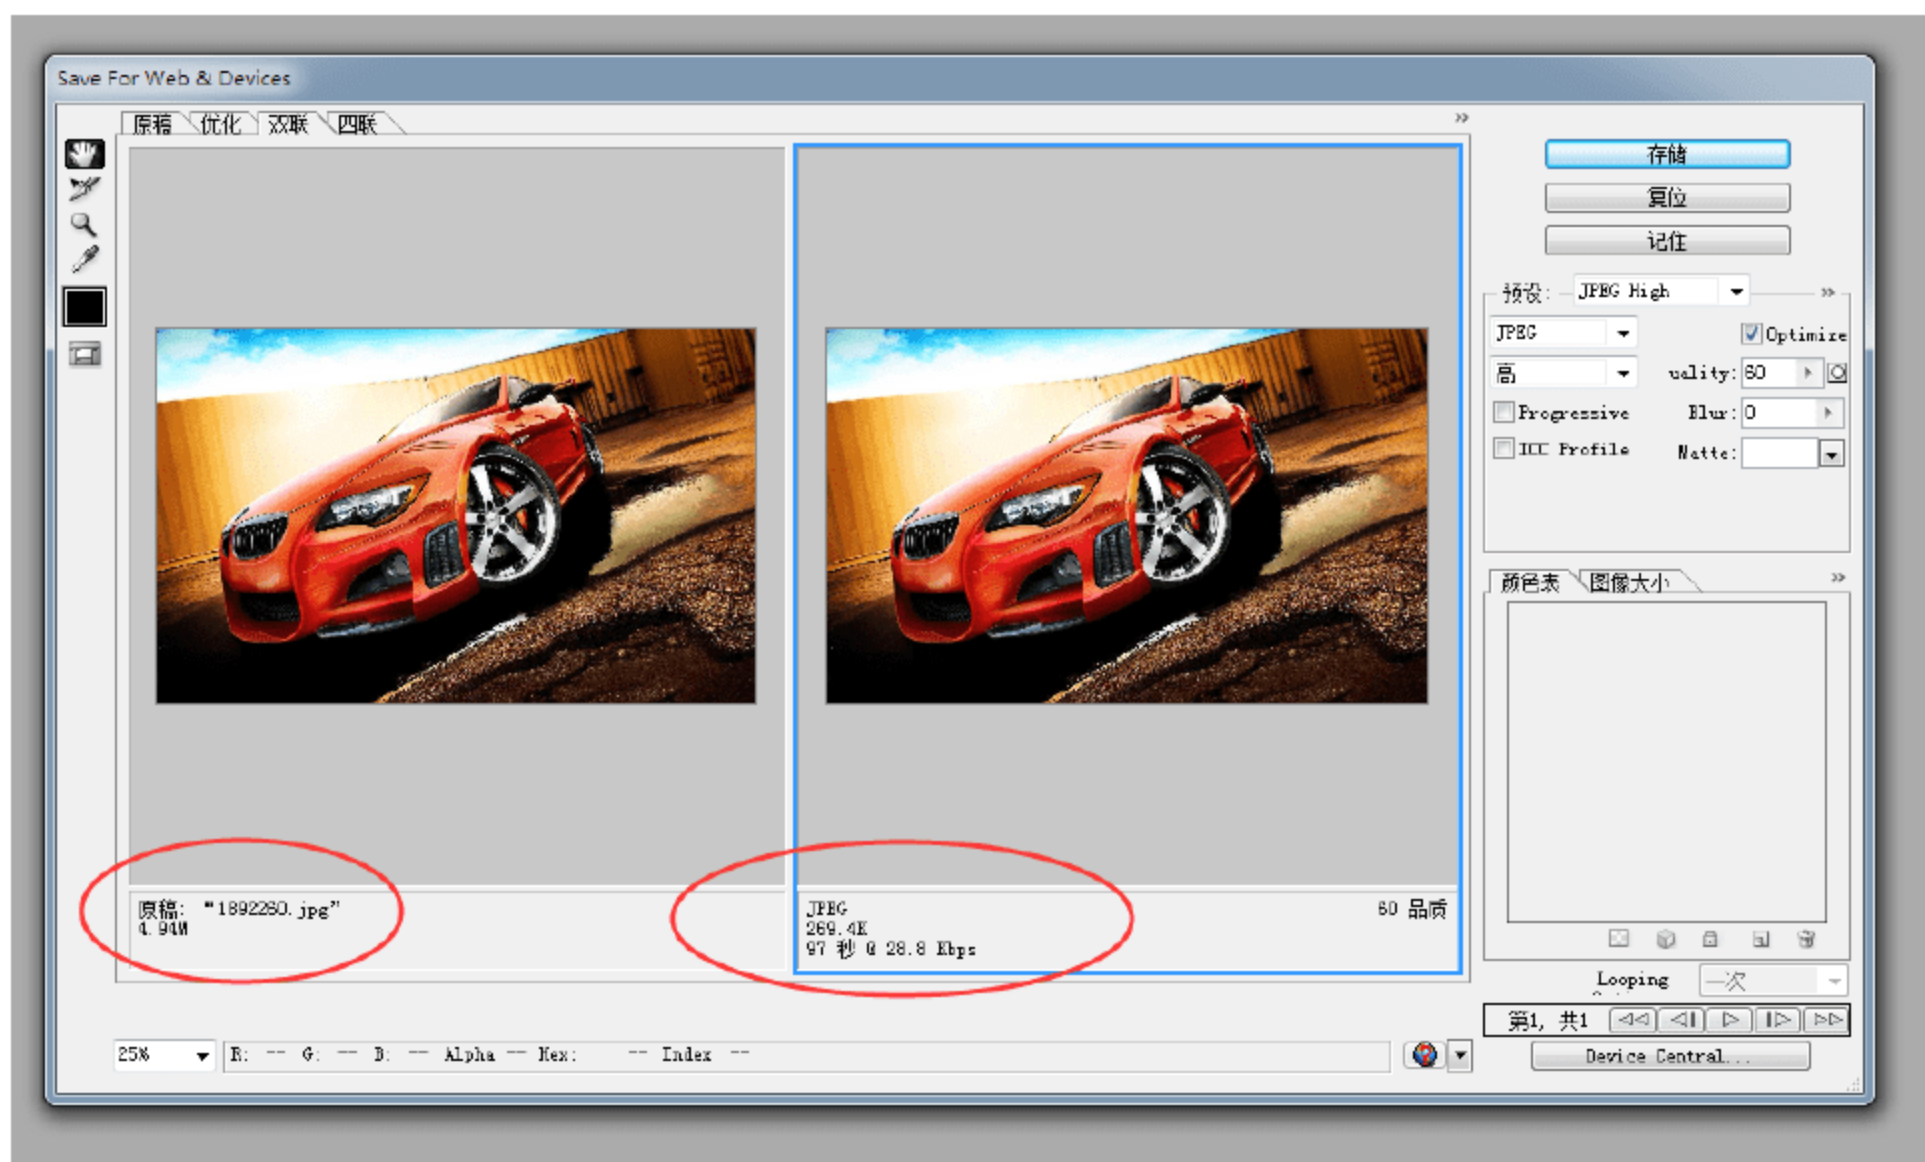 Save For Web & Devices
原稿 优化 双联 四联
存储
复位
记住
预设: JPEG High
JPEG
Optimize
高
uality: 60
Progressive
Blur: 0
ICC Profile
Matte:
颜色表 图像大小
原稿: "1892260.jpg"
4.94M
JPEG
269.4K
97 秒 @ 28.8 Kbps
60 品质
Looping
一次
第1, 共1
25%
R: -- G: -- B: -- Alpha -- Hex: -- Index --
Device Central...